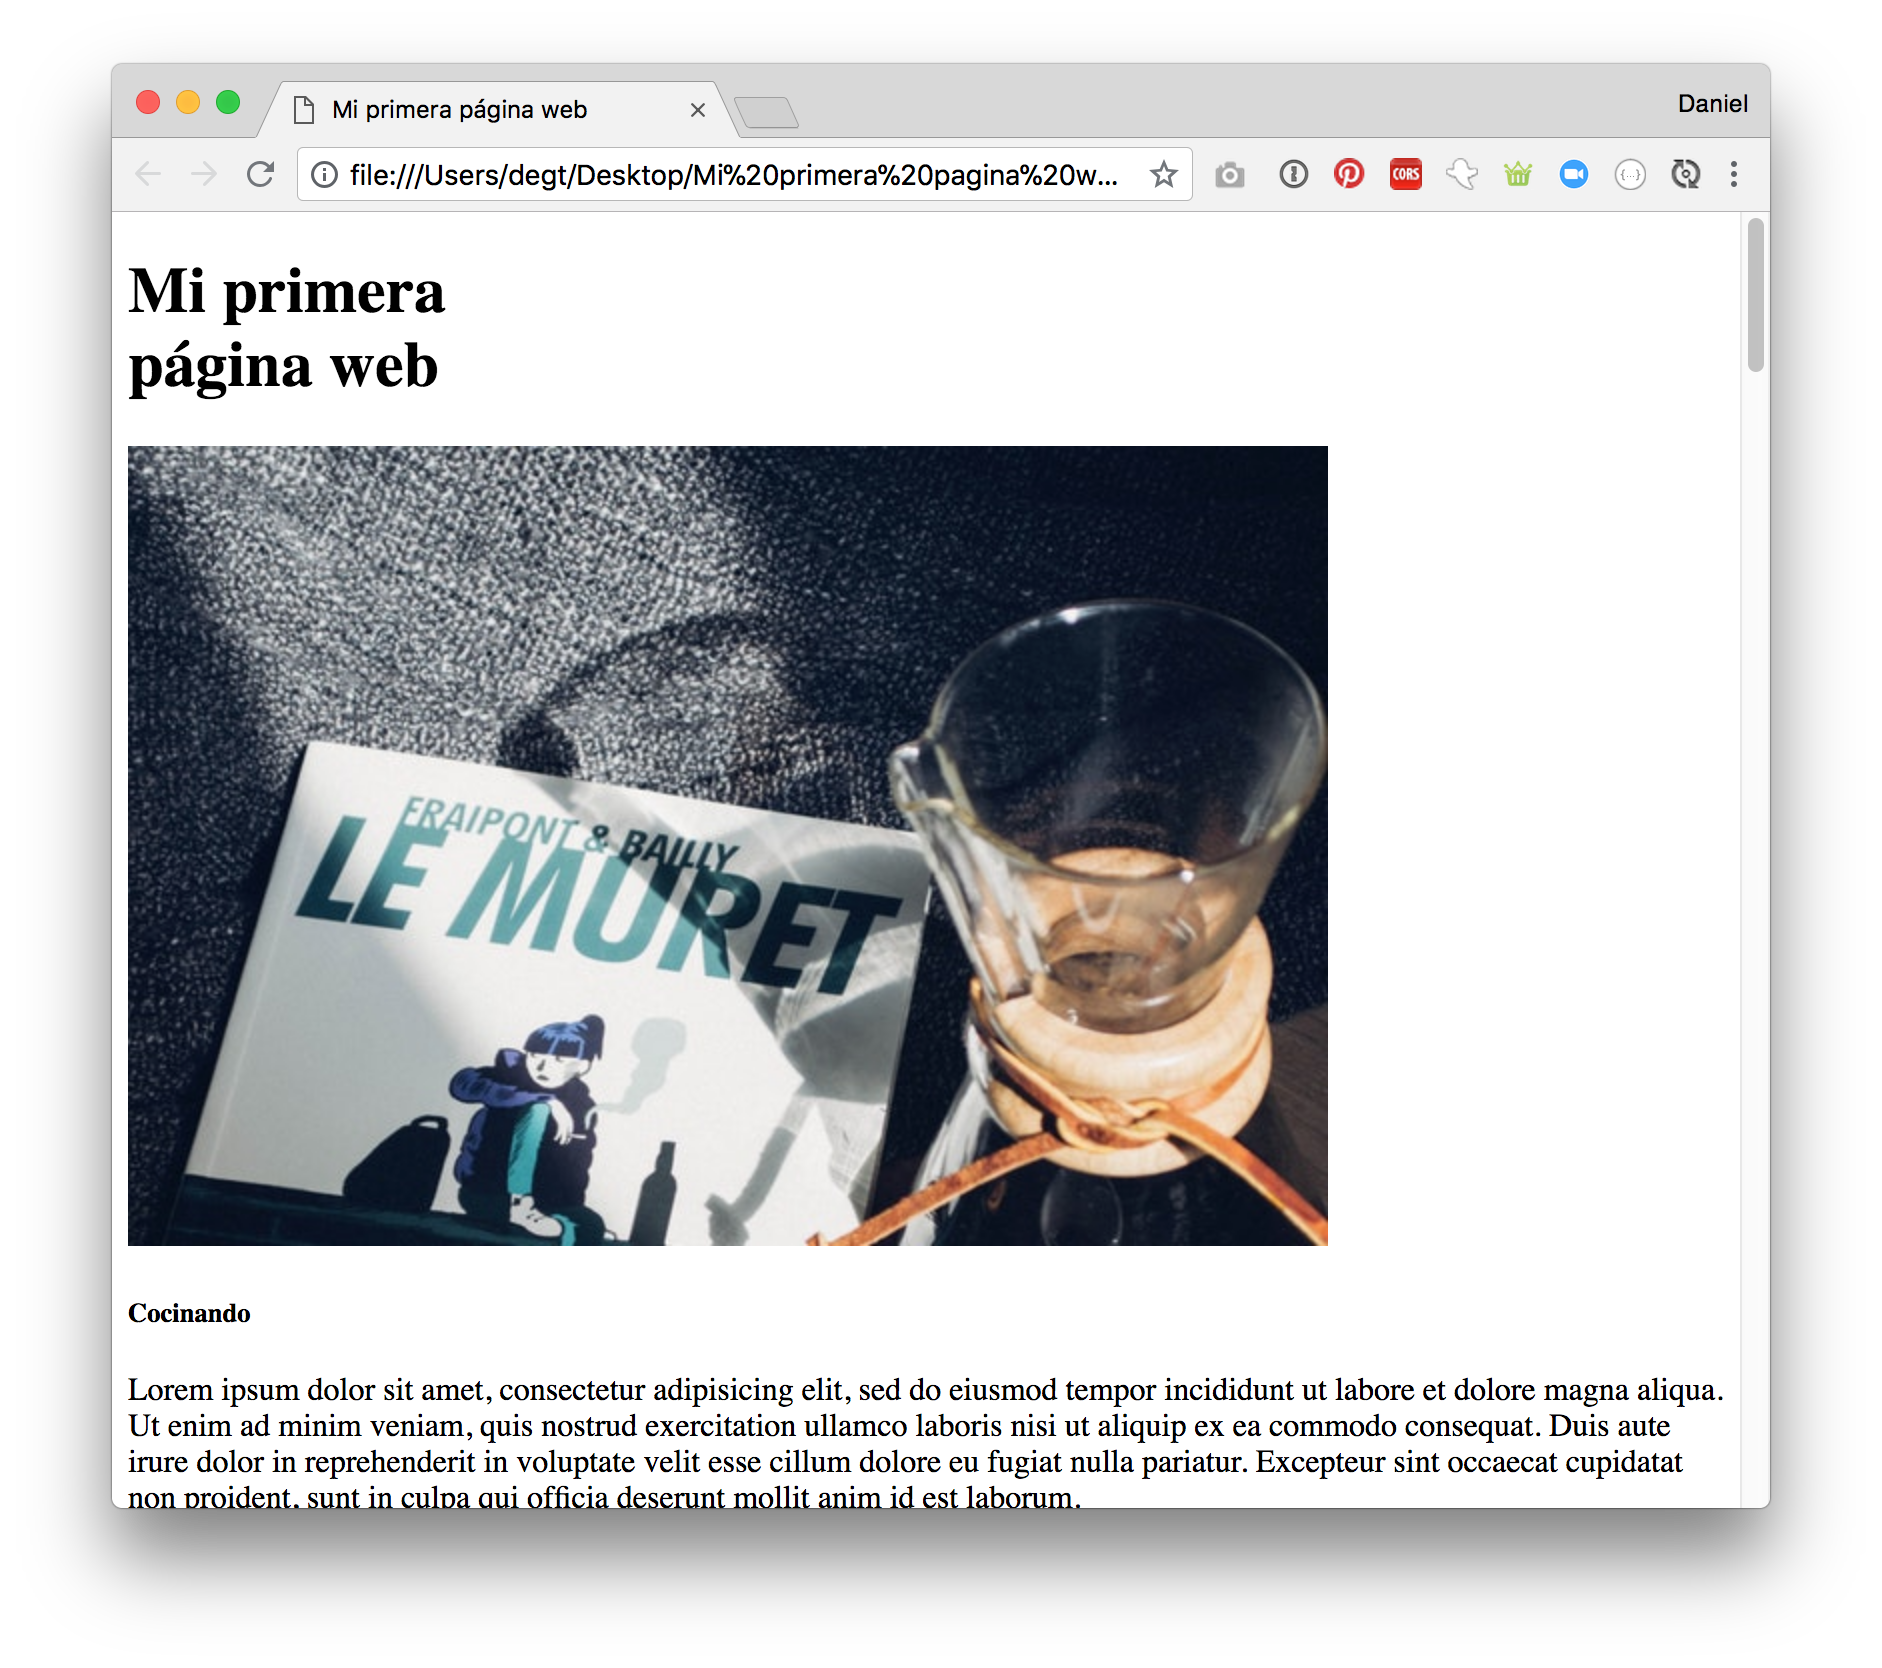 Mi primera página web
Daniel
file:///Users/degt/Desktop/Mi%20primera%20pagina%20w...
CORS
{...}
Mi primera
página web
FRAIPONT & BAILLY
LE MURET
Cocinando
Lorem ipsum dolor sit amet, consectetur adipisicing elit, sed do eiusmod tempor incididunt ut labore et dolore magna aliqua.
Ut enim ad minim veniam, quis nostrud exercitation ullamco laboris nisi ut aliquip ex ea commodo consequat. Duis aute
irure dolor in reprehenderit in voluptate velit esse cillum dolore eu fugiat nulla pariatur. Excepteur sint occaecat cupidatat
non proident, sunt in culpa qui officia deserunt mollit anim id est laborum.